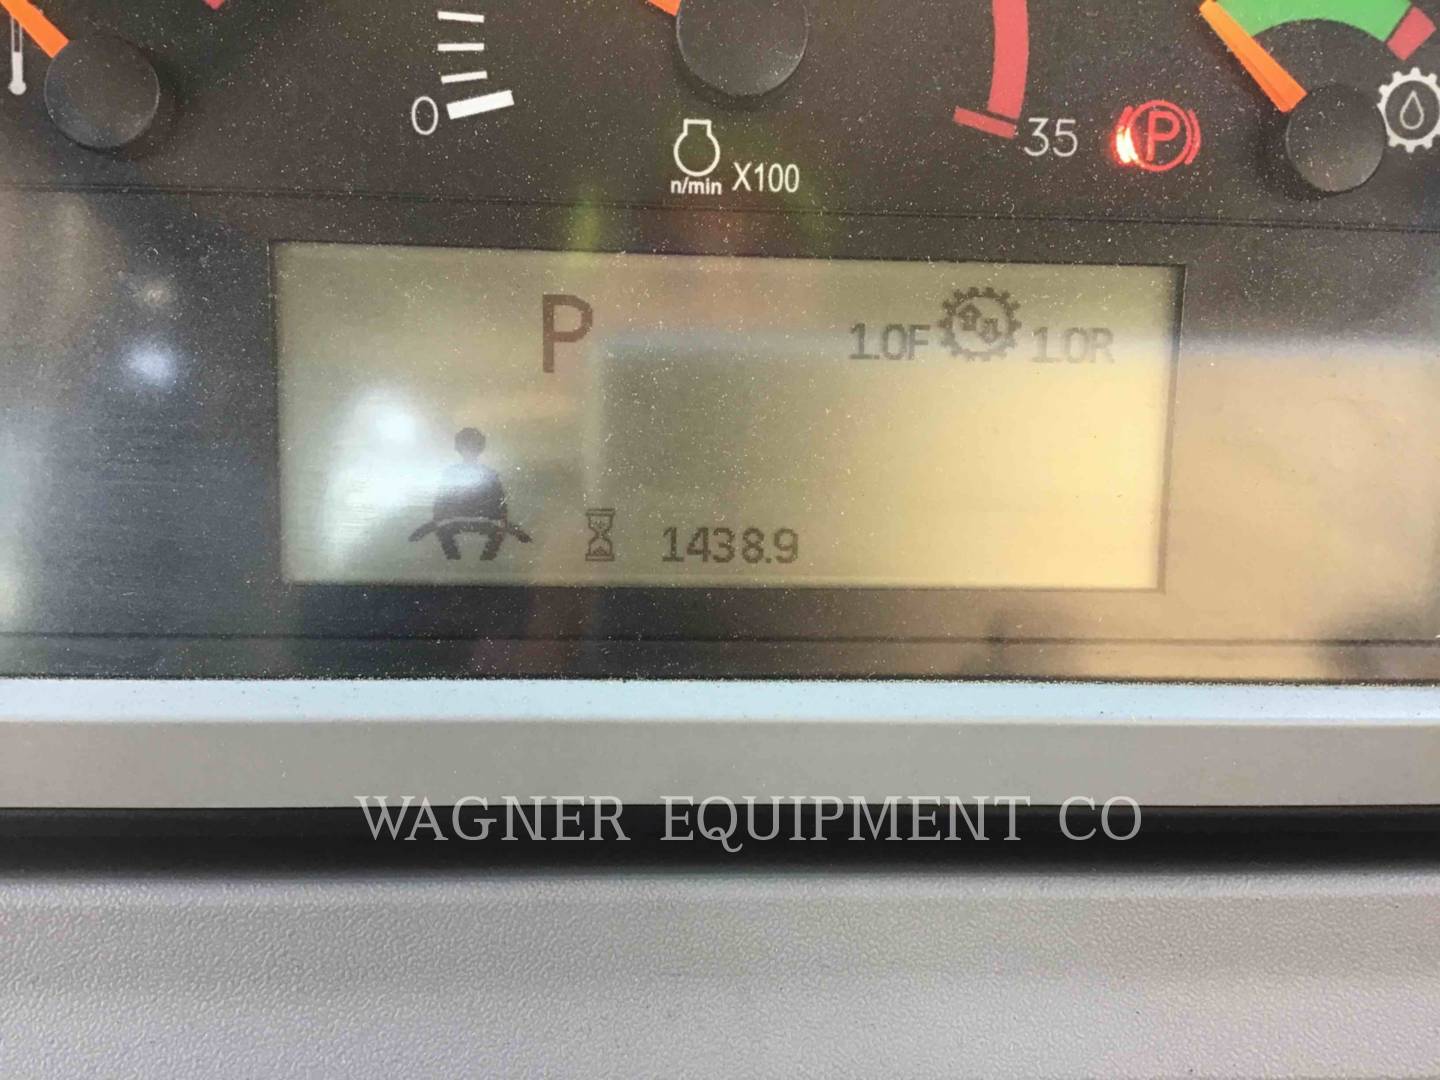 0
35
P
n/min X100
P
1.0F 1.0R
1438.9
WAGNER EQUIPMENT CO